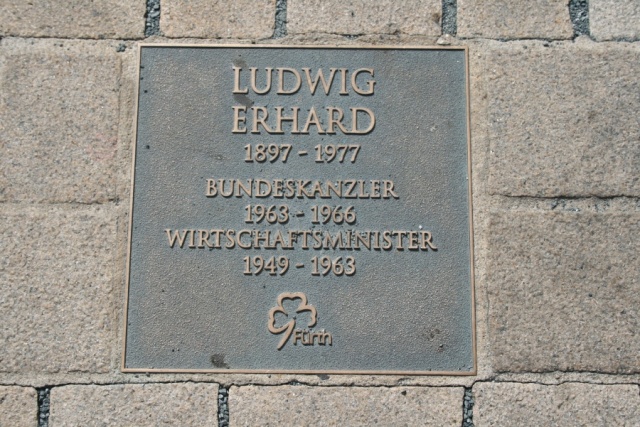 LUDWIG
ERHARD
1897 - 1977
BUNDESKANZLER
1963 - 1966
WIRTSCHAFTSMINISTER
1949 - 1963
Fürth